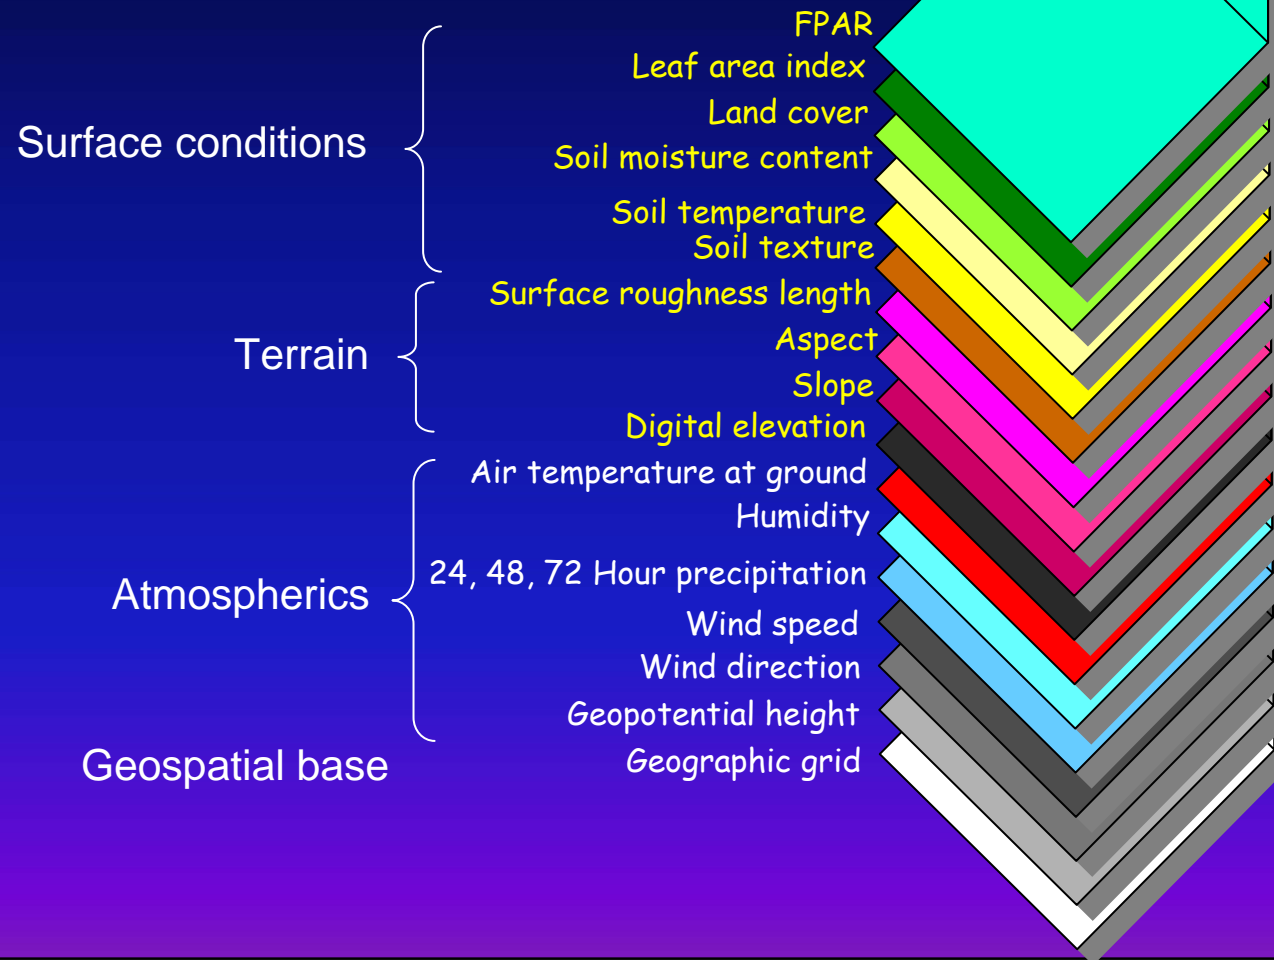 FPAR
Leaf area index
Land cover
Surface conditions
Soil moisture content
Soil temperature
Soil texture
Surface roughness length
Terrain
Aspect
Slope
Digital elevation
Air temperature at ground
Humidity
Atmospherics
24, 48, 72 Hour precipitation
Wind speed
Wind direction
Geopotential height
Geospatial base
Geographic grid